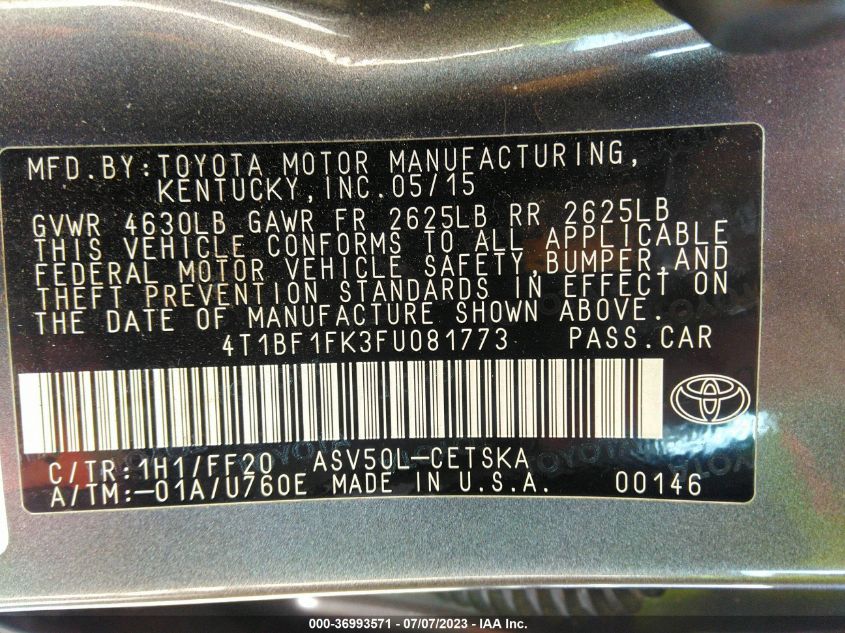 MFD.BY:TOYOTA MOTOR MANUFACTURING,
KENTUCKY,INC.05/15
GVWR 4630LB GAWR FR 2625LB RR 2625LB
THIS VEHICLE CONFORMS TO ALL APPLICABLE
FEDERAL MOTOR VEHICLE SAFETY,BUMPER,AND
THEFT PREVENTION STANDARDS IN EFFECT ON
THE DATE OF MANUFACTURE SHOWN ABOVE.
4T1BF1FK3FU081773 PASS.CAR
C/TR:1H1/FF20 ASV50L-CETSKA
A/TM:-01A/U760E MADE IN U.S.A. 00146
000-36993571 - 07/07/2023 - IAA Inc.